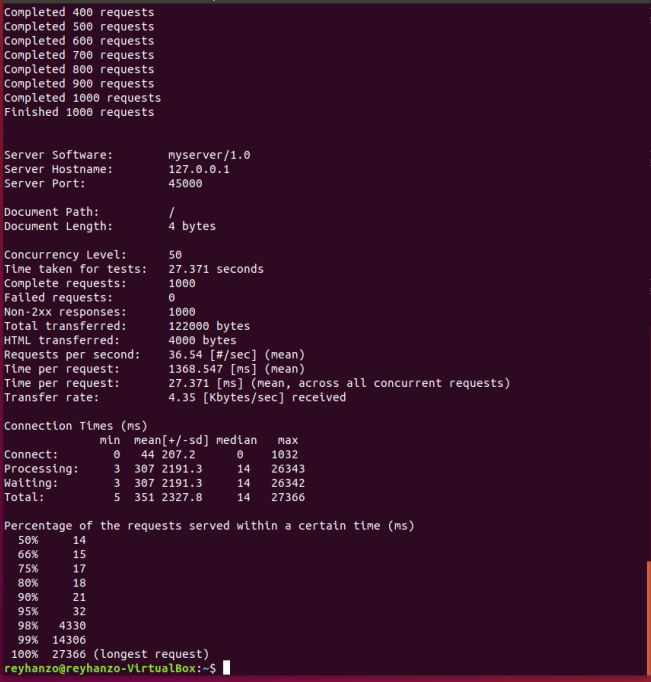 Completed 400 requests
Completed 500 requests
Completed 600 requests
Completed 700 requests
Completed 800 requests
Completed 900 requests
Completed 1000 requests
Finished 1000 requests
Server Software: myserver/1.0
Server Hostname: 127.0.0.1
Server Port: 45000
Document Path: /
Document Length: 4 bytes
Concurrency Level: 50
Time taken for tests: 27.371 seconds
Complete requests: 1000
Failed requests: 0
Non-2xx responses: 1000
Total transferred: 122000 bytes
HTML transferred: 4000 bytes
Requests per second: 36.54 [#/sec] (mean)
Time per request: 1368.547 [ms] (mean)
Time per request: 27.371 [ms] (mean, across all concurrent requests)
Transfer rate: 4.35 [Kbytes/sec] received
Connection Times (ms)
min mean[+/-sd] median max
Connect: 0 44 207.2 0 1032
Processing: 3 307 2191.3 14 26343
Waiting: 3 307 2191.3 14 26342
Total: 5 351 2327.8 14 27366
Percentage of the requests served within a certain time (ms)
50% 14
66% 15
75% 17
80% 18
90% 21
95% 32
98% 4330
99% 14306
100% 27366 (longest request)
reyhanzo@reyhanzo-VirtualBox:~$